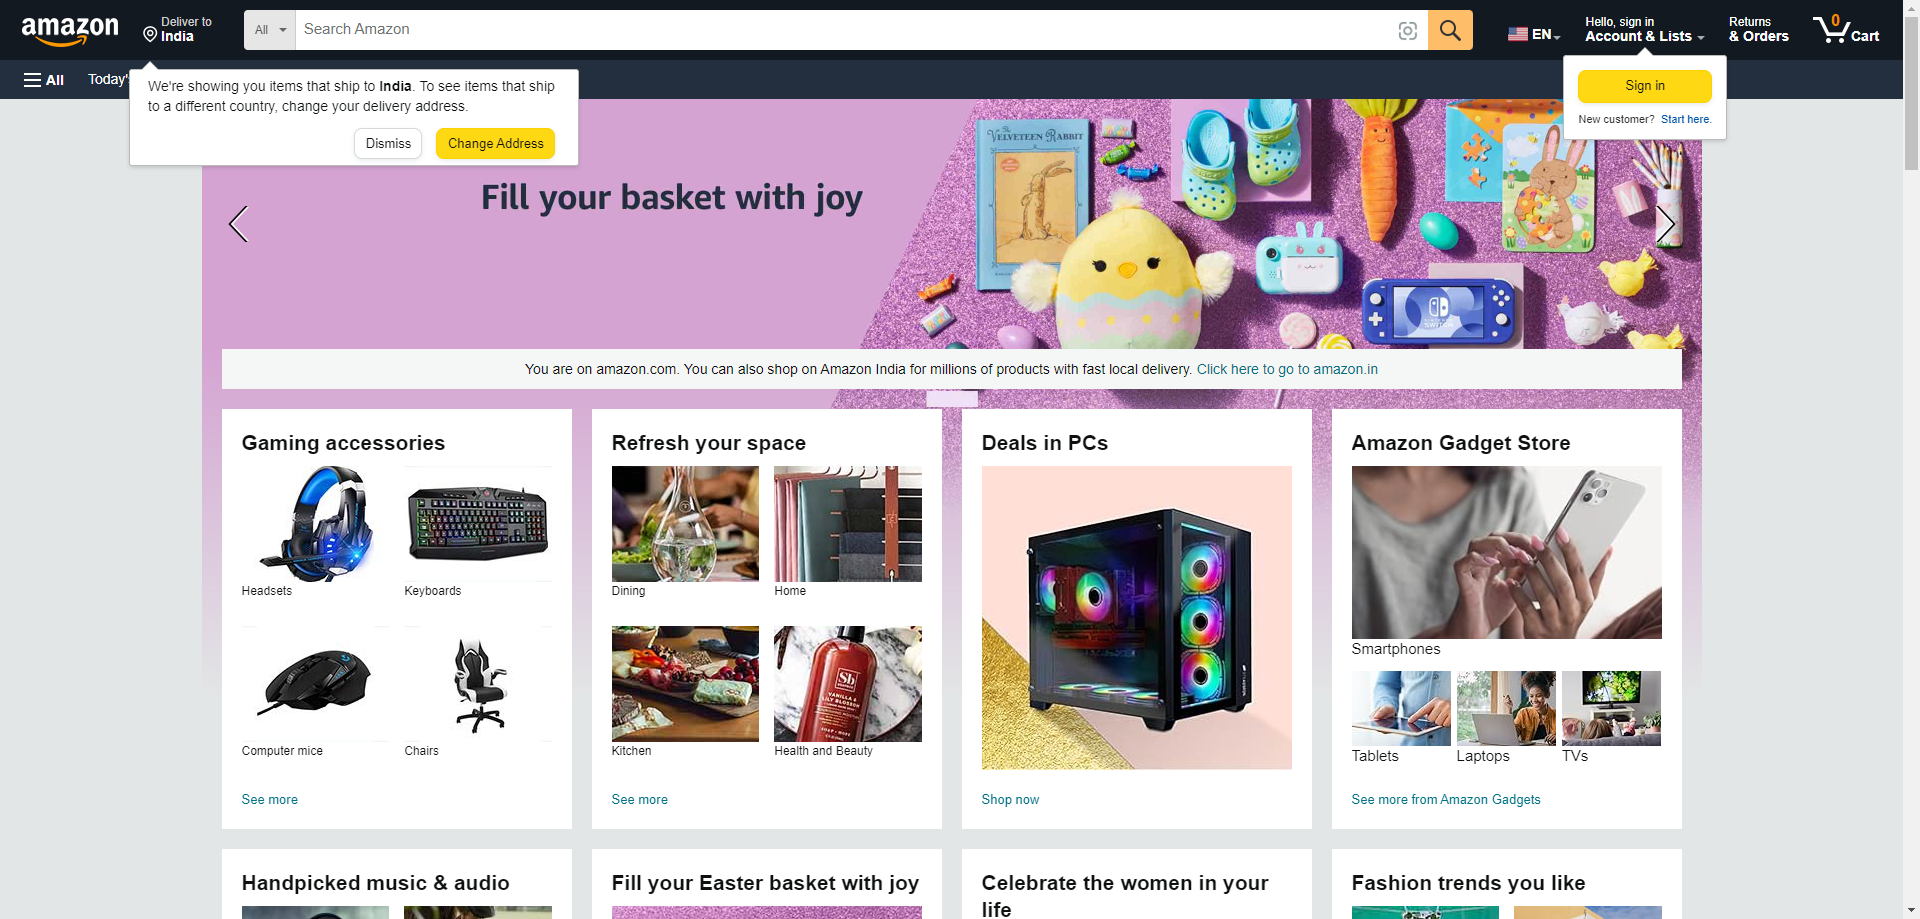 amazon
Deliver to
India
All
Search Amazon
EN
Hello, sign in
Account & Lists
Returns
& Orders
0
Cart
All
Today's
We're showing you items that ship to India. To see items that ship
to a different country, change your delivery address.
Dismiss
Change Address
Sign in
New customer? Start here.
Fill your basket with joy
The
VELVETEEN RABBIT
NINTENDO
SWITCH
You are on amazon.com. You can also shop on Amazon India for millions of products with fast local delivery. Click here to go to amazon.in
Gaming accessories
Headsets
Keyboards
Computer mice
Chairs
See more
Refresh your space
Dining
Home
Kitchen
Sb
VANILLA &
LILY BLOSSOM
Health and Beauty
See more
Deals in PCs
Shop now
Amazon Gadget Store
Smartphones
Tablets
Laptops
TVs
See more from Amazon Gadgets
Handpicked music & audio
Fill your Easter basket with joy
Celebrate the women in your
life
Fashion trends you like